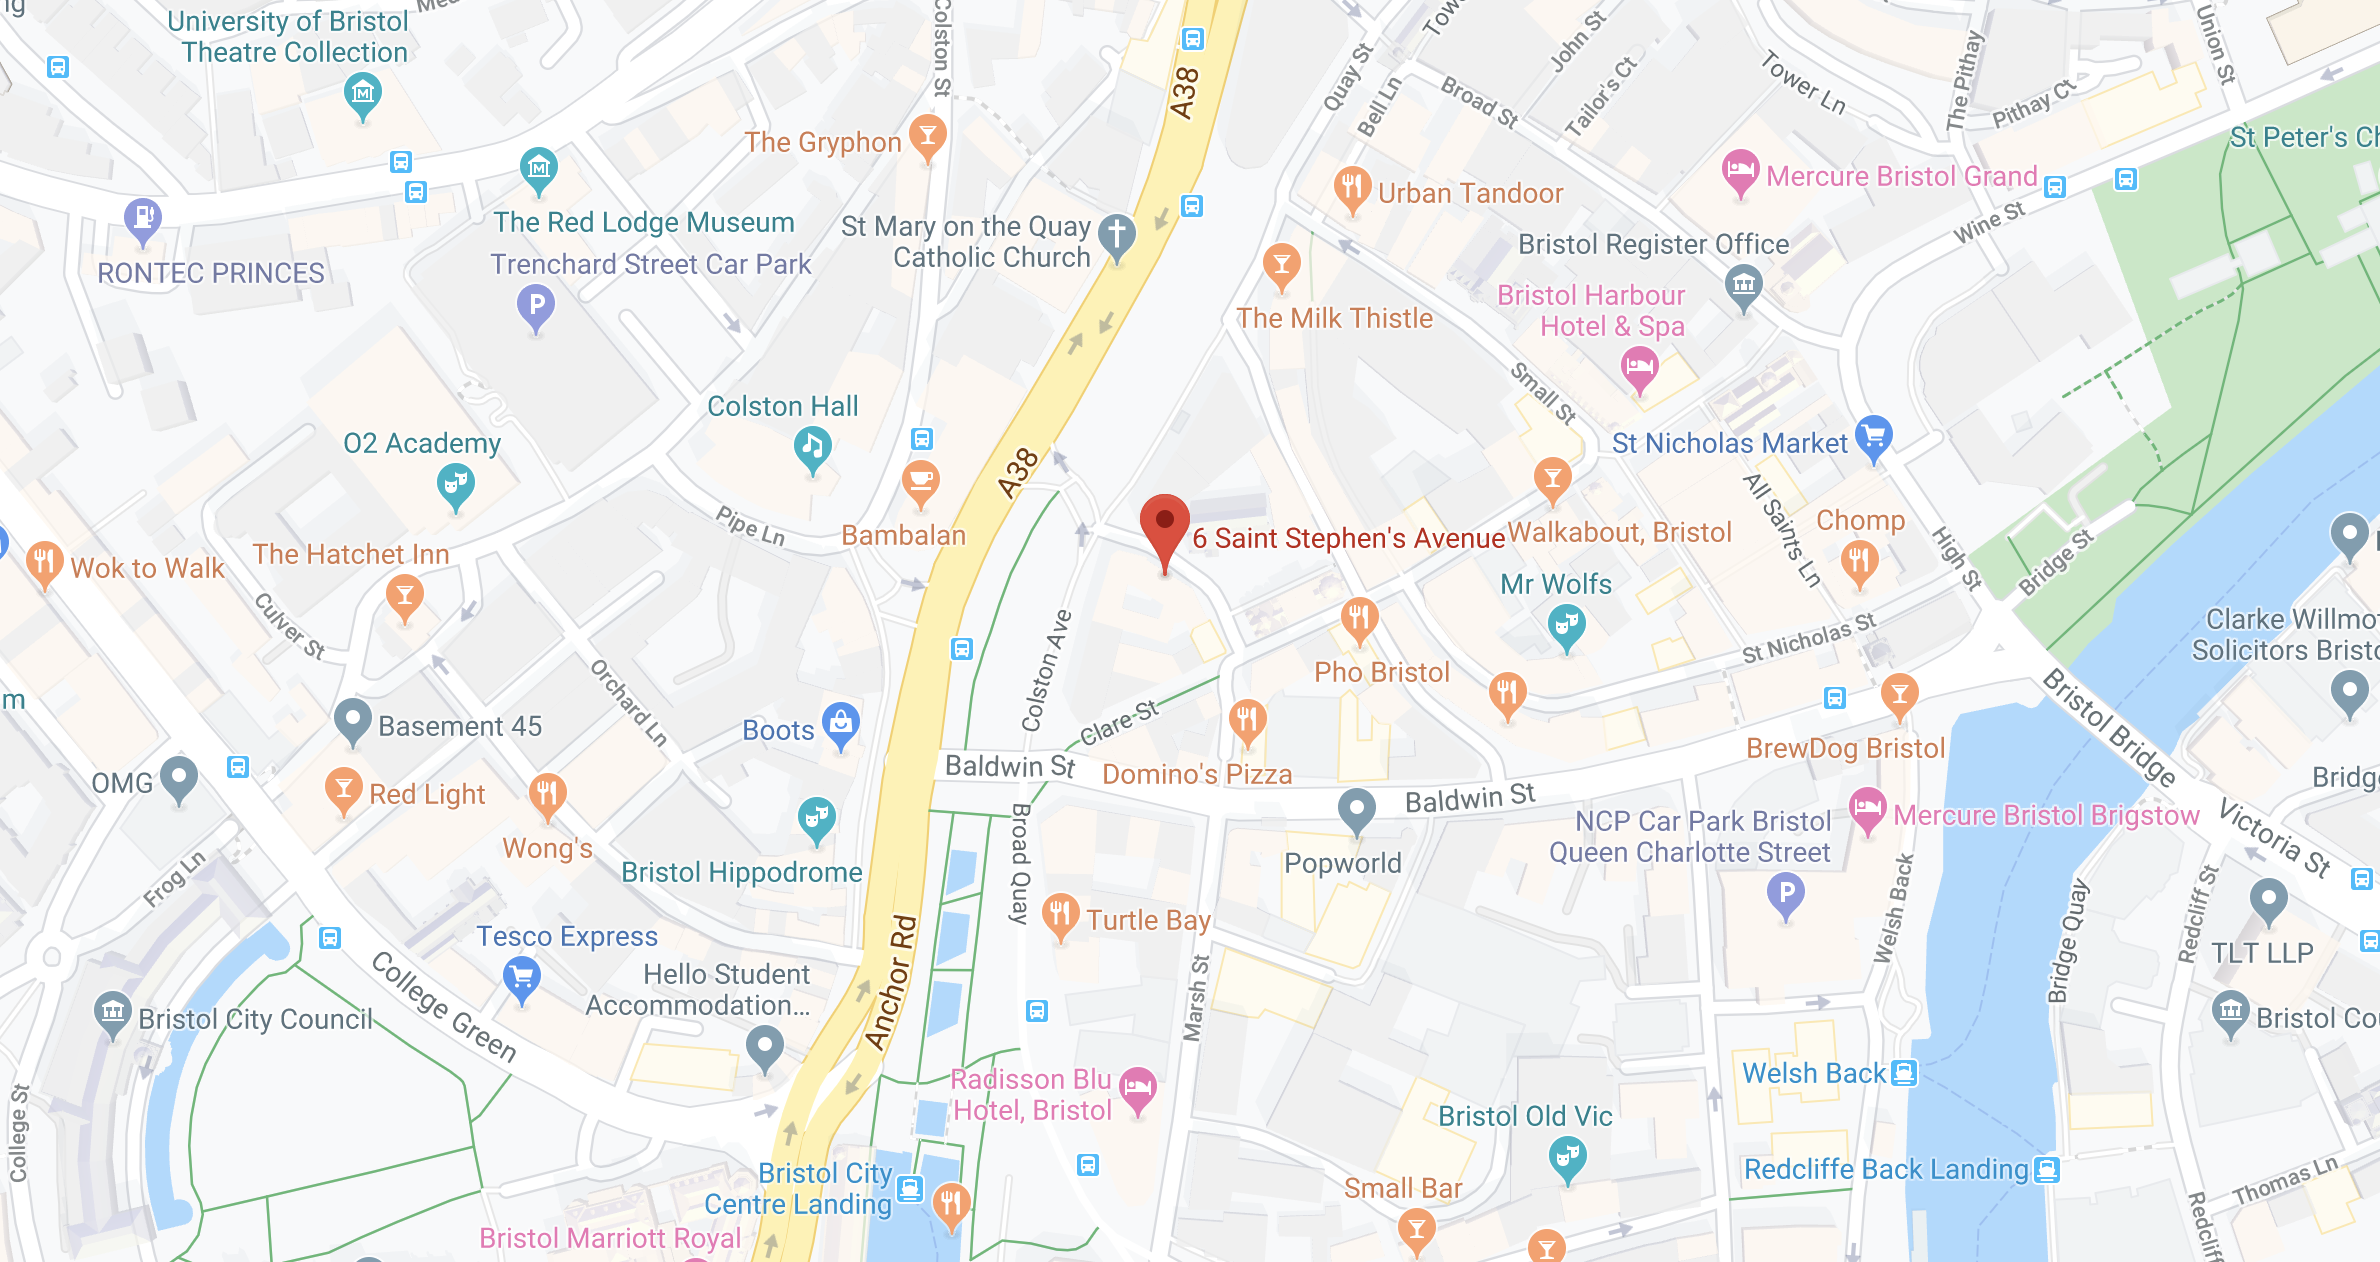 University of Bristol
Theatre Collection
Colston St
A38
Quay St
Bell Ln
John St
Tailor's Ct
Broad St
Tower Ln
The Pithay
Pithay Ct
Union St
St Peter's Ch
The Gryphon
Urban Tandoor
Mercure Bristol Grand
Wine St
The Red Lodge Museum
Trenchard Street Car Park
P
St Mary on the Quay
Catholic Church
Bristol Register Office
RONTEC PRINCES
The Milk Thistle
Bristol Harbour
Hotel & Spa
Small St
Colston Hall
O2 Academy
A38
St Nicholas Market
All Saints Ln
Chomp
High St
Bridge St
Pipe Ln
Bambalan
6 Saint Stephen's Avenue
Walkabout, Bristol
Wok to Walk
The Hatchet Inn
Mr Wolfs
Culver St
Colston Ave
Clarke Willmo
Solicitors Bristo
St Nicholas St
Pho Bristol
Orchard Ln
Clare St
Basement 45
Boots
Bristol Bridge
BrewDog Bristol
OMG
Baldwin St
Domino's Pizza
Red Light
Baldwin St
Bridg
Wong's
Broad Quay
Popworld
NCP Car Park Bristol
Queen Charlotte Street
P
Mercure Bristol Brigstow
Victoria St
Bristol Hippodrome
Frog Ln
Turtle Bay
Welsh Back
Bridge Quay
Redcliff St
TLT LLP
Tesco Express
Anchor Rd
Hello Student
Accommodation...
College Green
Marsh St
Bristol City Council
Bristol Cou
Welsh Back
Radisson Blu
Hotel, Bristol
Bristol Old Vic
College St
Bristol City
Centre Landing
Redcliffe Back Landing
Thomas Ln
Small Bar
Redcliff
Bristol Marriott Royal